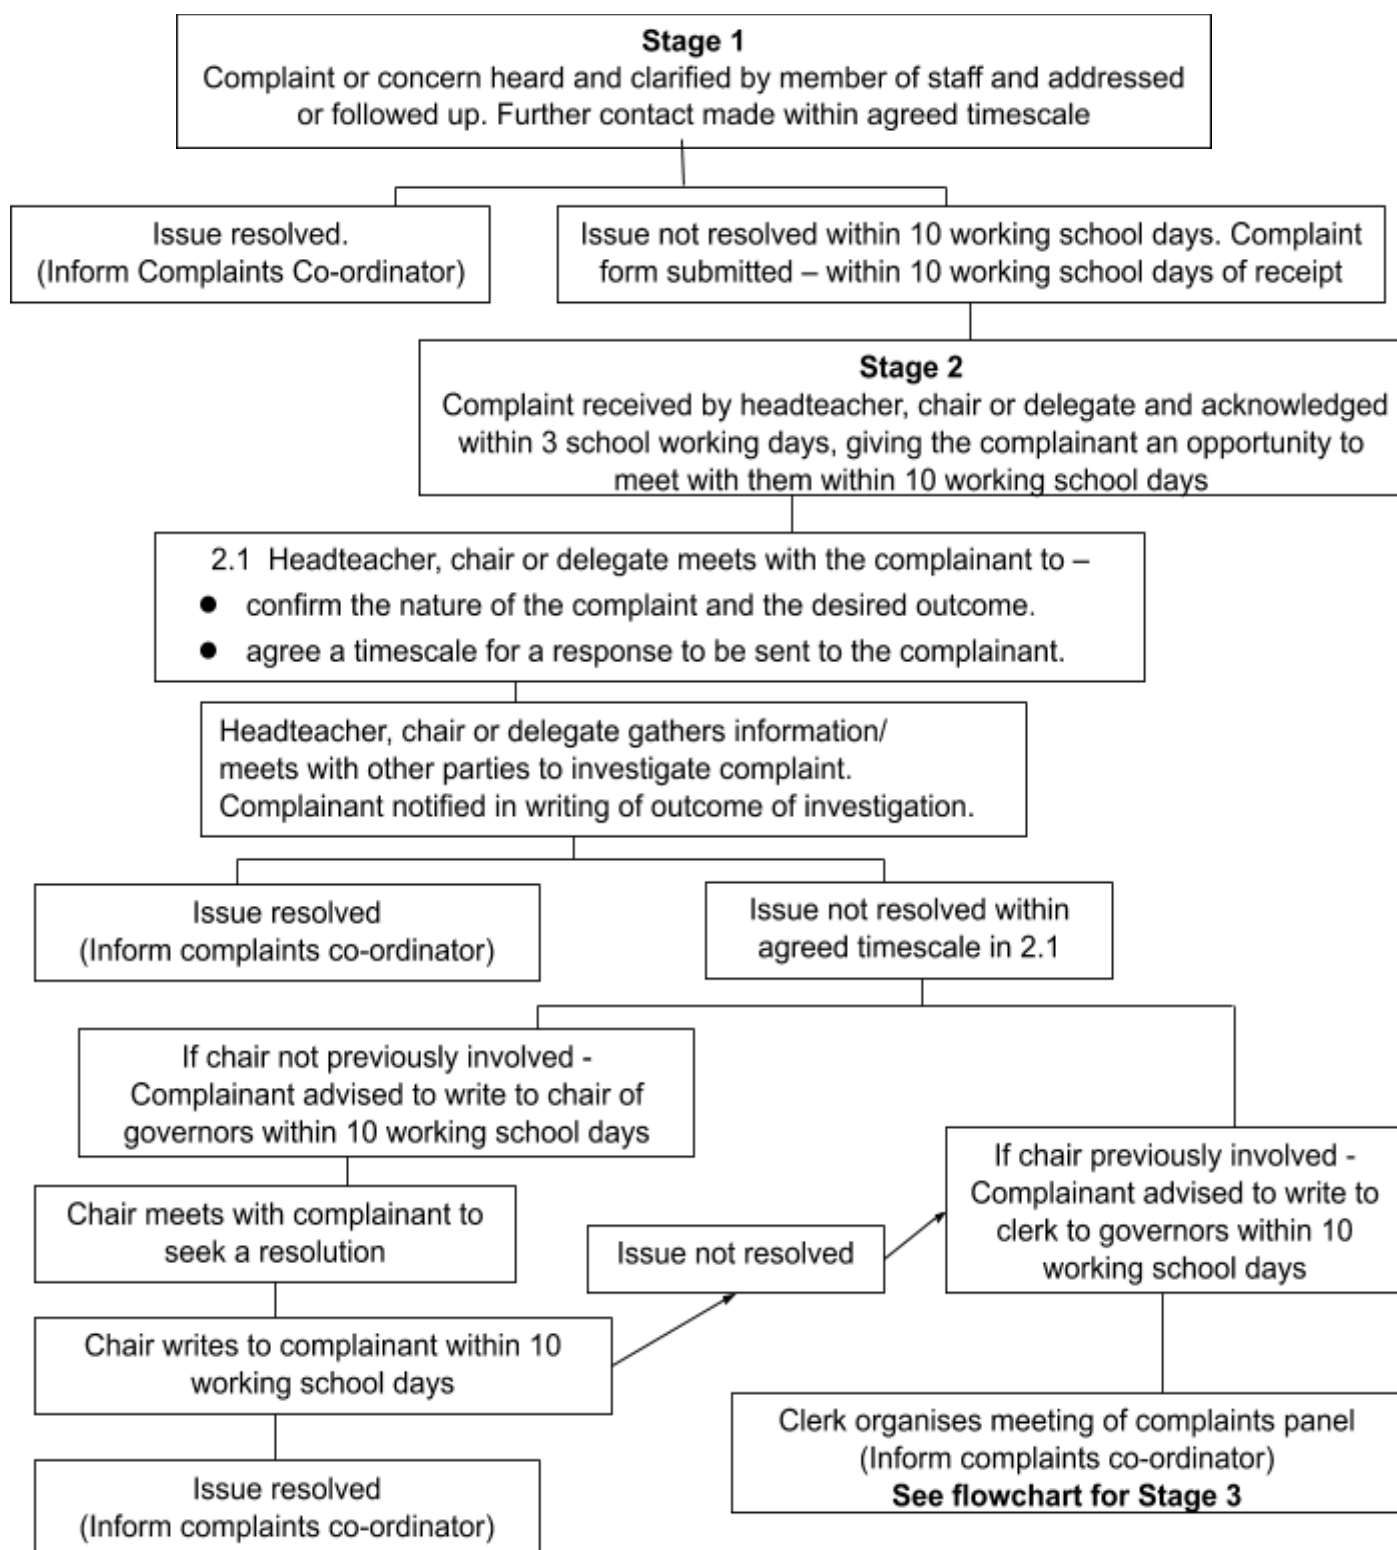 Stage 1
Complaint or concern heard and clarified by member of staff and addressed
or followed up. Further contact made within agreed timescale
Issue resolved.
(Inform Complaints Co-ordinator)
Issue not resolved within 10 working school days. Complaint
form submitted – within 10 working school days of receipt
Stage 2
Complaint received by headteacher, chair or delegate and acknowledged
within 3 school working days, giving the complainant an opportunity to
meet with them within 10 working school days
2.1 Headteacher, chair or delegate meets with the complainant to –
● confirm the nature of the complaint and the desired outcome.
● agree a timescale for a response to be sent to the complainant.
Headteacher, chair or delegate gathers information/
meets with other parties to investigate complaint.
Complainant notified in writing of outcome of investigation.
Issue resolved
(Inform complaints co-ordinator)
Issue not resolved within
agreed timescale in 2.1
If chair not previously involved -
Complainant advised to write to chair of
governors within 10 working school days
Chair meets with complainant to
seek a resolution
Chair writes to complainant within 10
working school days
Issue resolved
(Inform complaints co-ordinator)
Issue not resolved
If chair previously involved -
Complainant advised to write to
clerk to governors within 10
working school days
Clerk organises meeting of complaints panel
(Inform complaints co-ordinator)
See flowchart for Stage 3